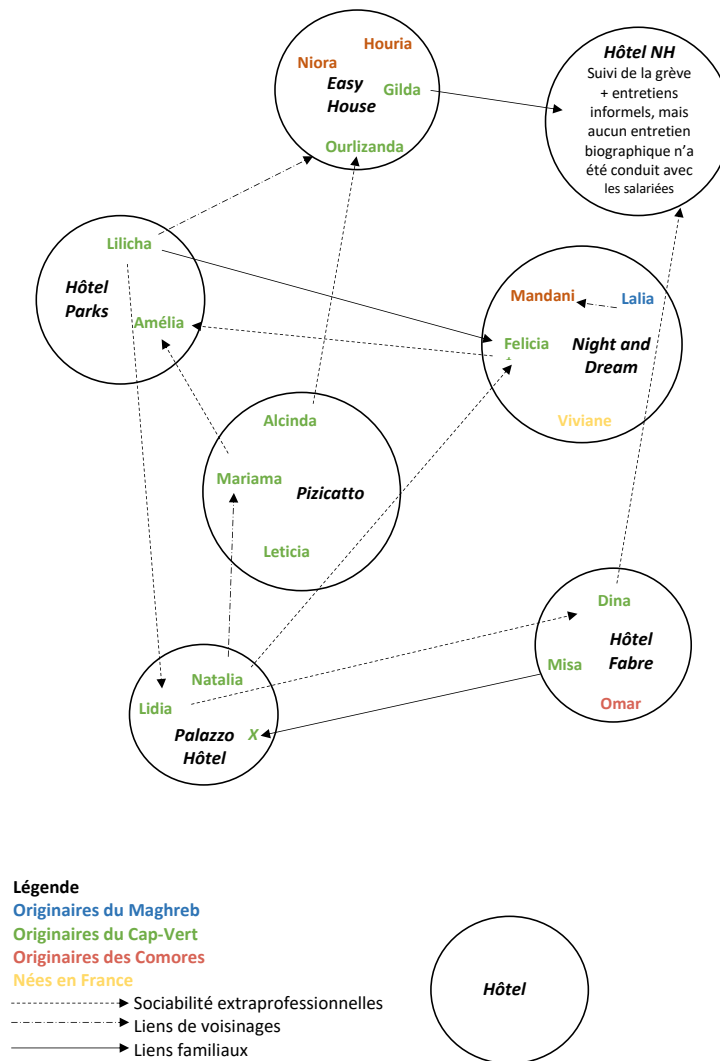 Houria
Niora
Easy
House
Gilda
Ourlizanda
Hôtel NH
Suivi de la grève
+ entretiens
informels, mais
aucun entretien
biographique n’a
été conduit avec
les salariées
Lilicha
Hôtel
Parks
Amélia
Mandani
Lalia
Felicia
Night and
Dream
Viviane
Alcinda
Mariama
Pizicatto
Leticia
Dina
Hôtel
Fabre
Misa
Omar
Natalia
Lidia
X
Palazzo
Hôtel
Légende
Originaires du Maghreb
Originaires du Cap-Vert
Originaires des Comores
Nées en France
Sociabilité extraprofessionnelles
Liens de voisinages
Liens familiaux
Hôtel